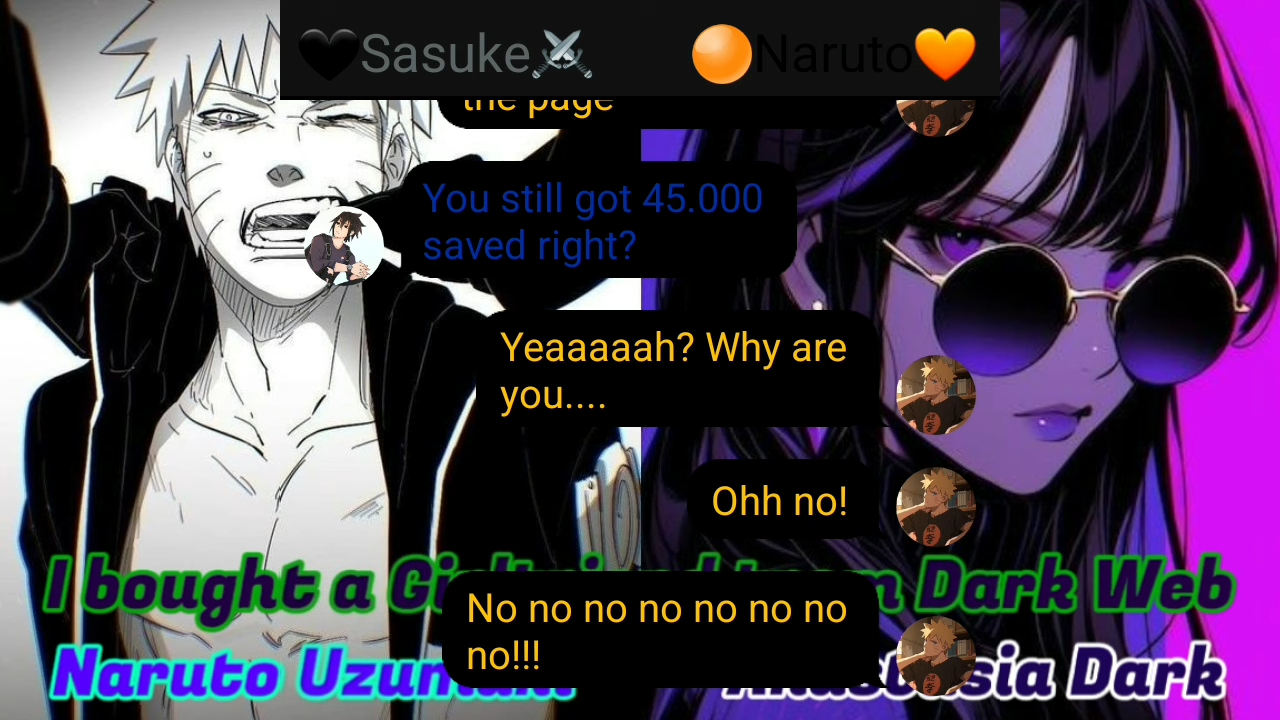 🖤Sasuke⚔️ 🟠Naruto🧡
the page
You still got 45.000
saved right?
Yeaaaaah? Why are
you....
Ohh no!
No no no no no no no
no!!!
I bought a Dark Web
Naruto Dark